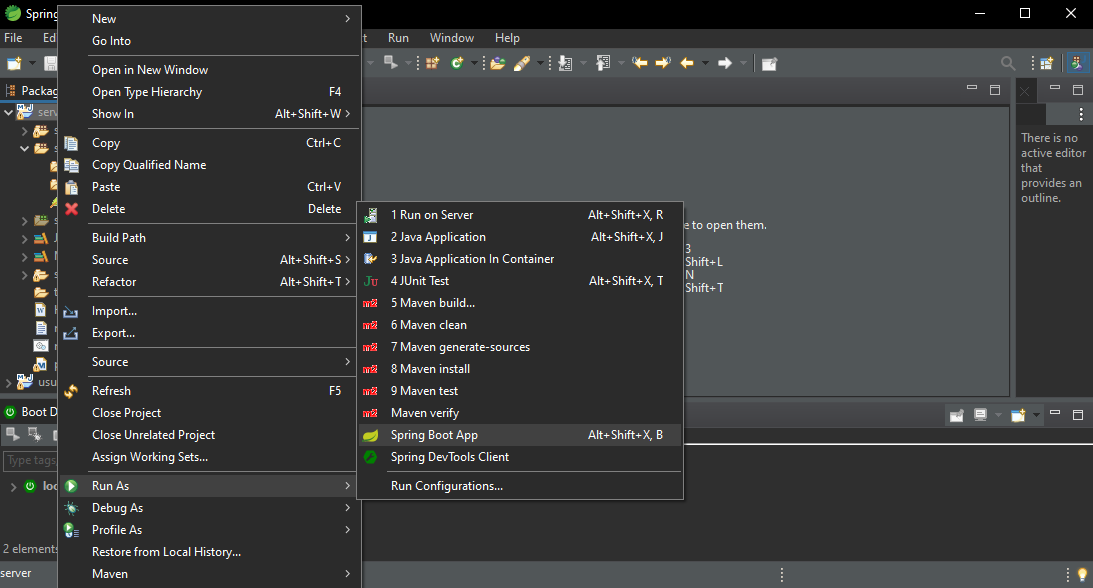 Spring
File
Ed
t
Run
Window
Help
Packag
serv
usu
Boot D
Type tags
loc
2 elements
server
New
Go Into
Open in New Window
Open Type Hierarchy F4
Show In Alt+Shift+W >
Copy Ctrl+C
Copy Qualified Name
Paste Ctrl+V
Delete Delete
Build Path >
Source Alt+Shift+S >
Refactor Alt+Shift+T >
Import...
Export...
Source >
Refresh F5
Close Project
Close Unrelated Project
Assign Working Sets...
Run As >
Debug As >
Profile As >
Restore from Local History...
Maven >
1 Run on Server Alt+Shift+X, R
2 Java Application Alt+Shift+X, J
3 Java Application In Container
4 JUnit Test Alt+Shift+X, T
5 Maven build...
6 Maven clean
7 Maven generate-sources
8 Maven install
9 Maven test
Maven verify
Spring Boot App Alt+Shift+X, B
Spring DevTools Client
Run Configurations...
e to open them.
3
Shift+L
N
Shift+T
There is no
active editor
that
provides an
outline.